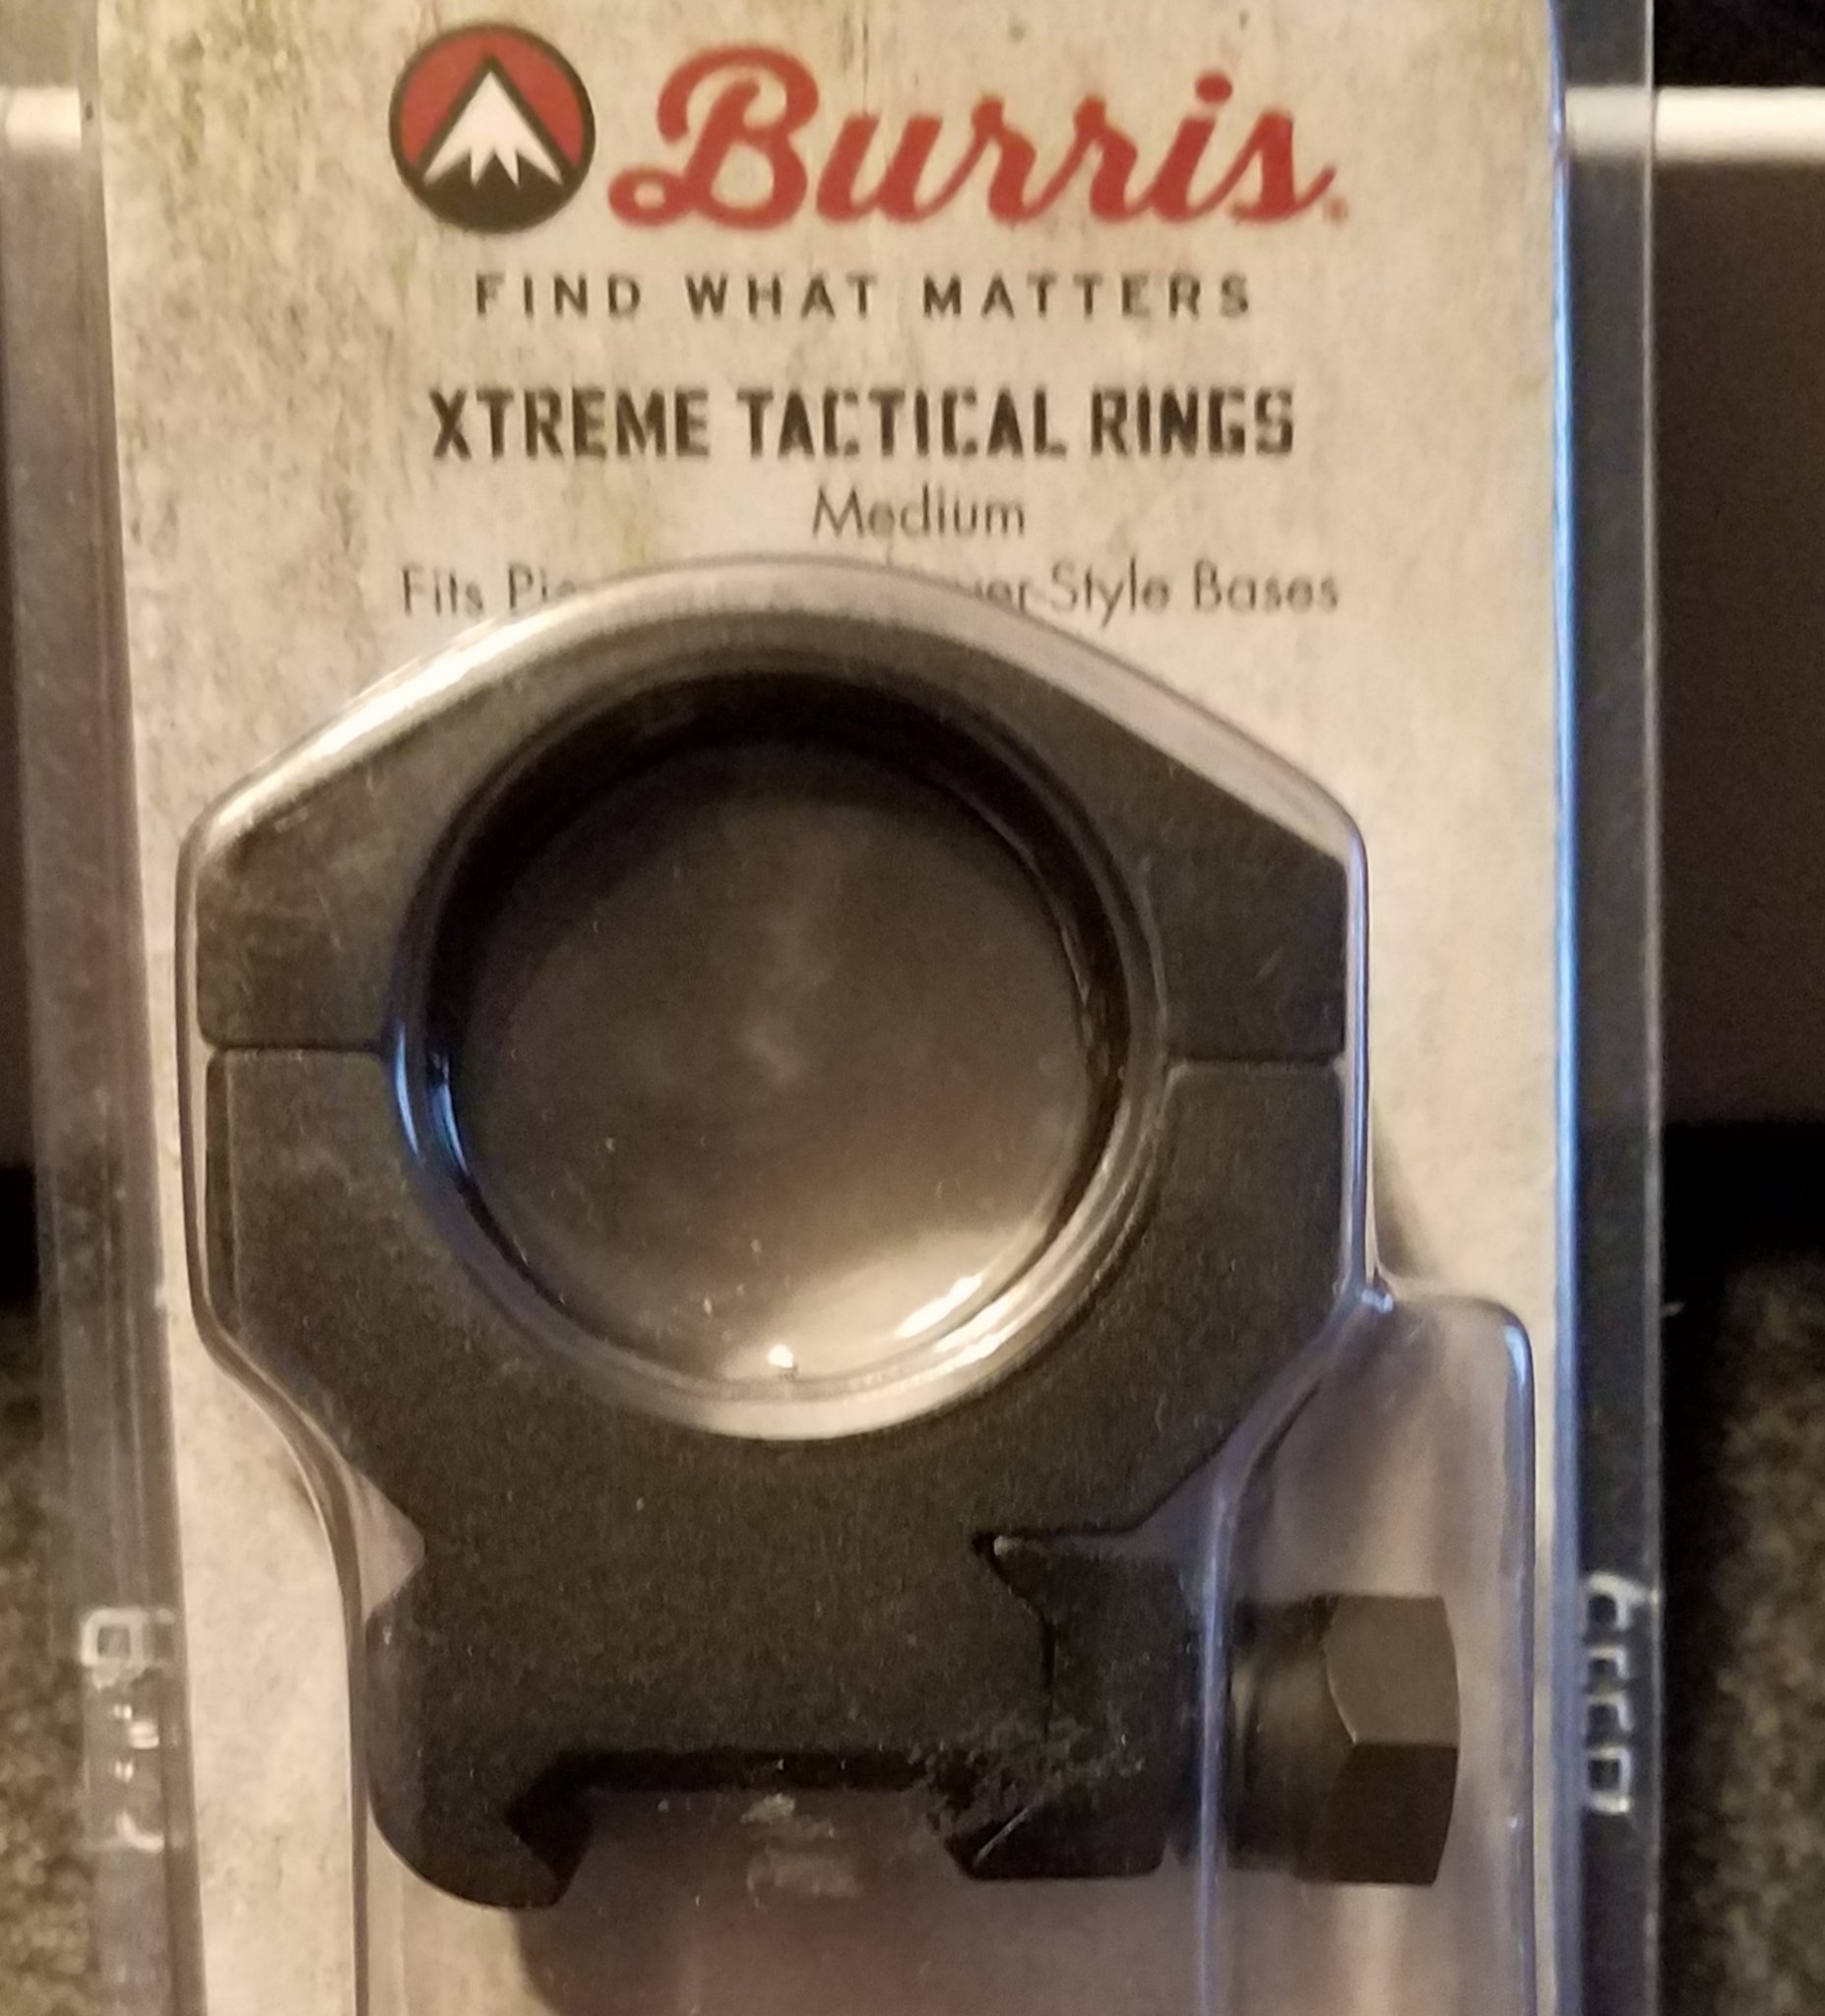 Burris
FIND WHAT MATTERS
XTREME TACTICAL RINGS
Medium
Fits Style Bases